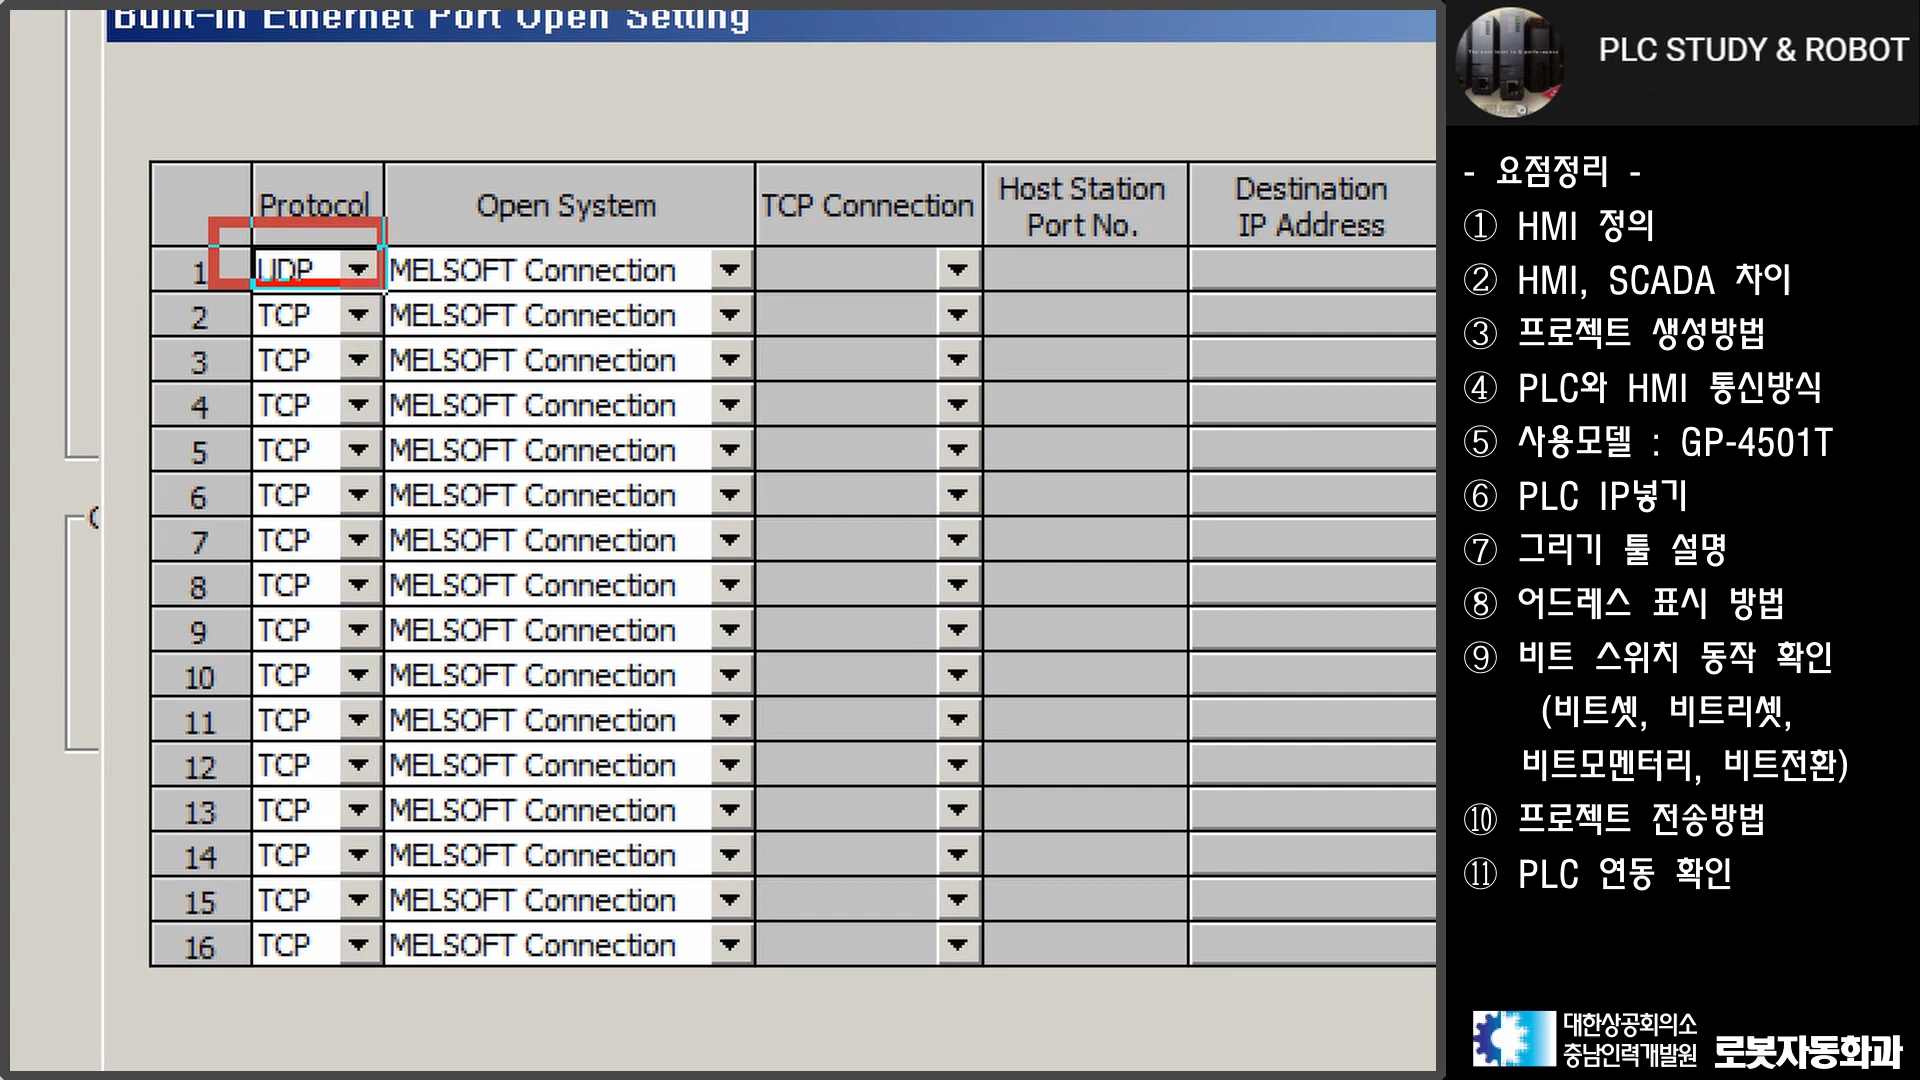 Built-in Ethernet Port Open Setting
Protocol Open System TCP Connection Host Station Port No. Destination IP Address
1 UDP MELSOFT Connection
2 TCP MELSOFT Connection
3 TCP MELSOFT Connection
4 TCP MELSOFT Connection
5 TCP MELSOFT Connection
6 TCP MELSOFT Connection
7 TCP MELSOFT Connection
8 TCP MELSOFT Connection
9 TCP MELSOFT Connection
10 TCP MELSOFT Connection
11 TCP MELSOFT Connection
12 TCP MELSOFT Connection
13 TCP MELSOFT Connection
14 TCP MELSOFT Connection
15 TCP MELSOFT Connection
16 TCP MELSOFT Connection
PLC STUDY & ROBOT
- 요점정리 -
① HMI 정의
② HMI, SCADA 차이
③ 프로젝트 생성방법
④ PLC와 HMI 통신방식
⑤ 사용모델 : GP-4501T
⑥ PLC IP넣기
⑦ 그리기 툴 설명
⑧ 어드레스 표시 방법
⑨ 비트 스위치 동작 확인
(비트셋, 비트리셋,
비트모멘터리, 비트전환)
⑩ 프로젝트 전송방법
⑪ PLC 연동 확인
대한상공회의소
충남인력개발원 로봇자동화과